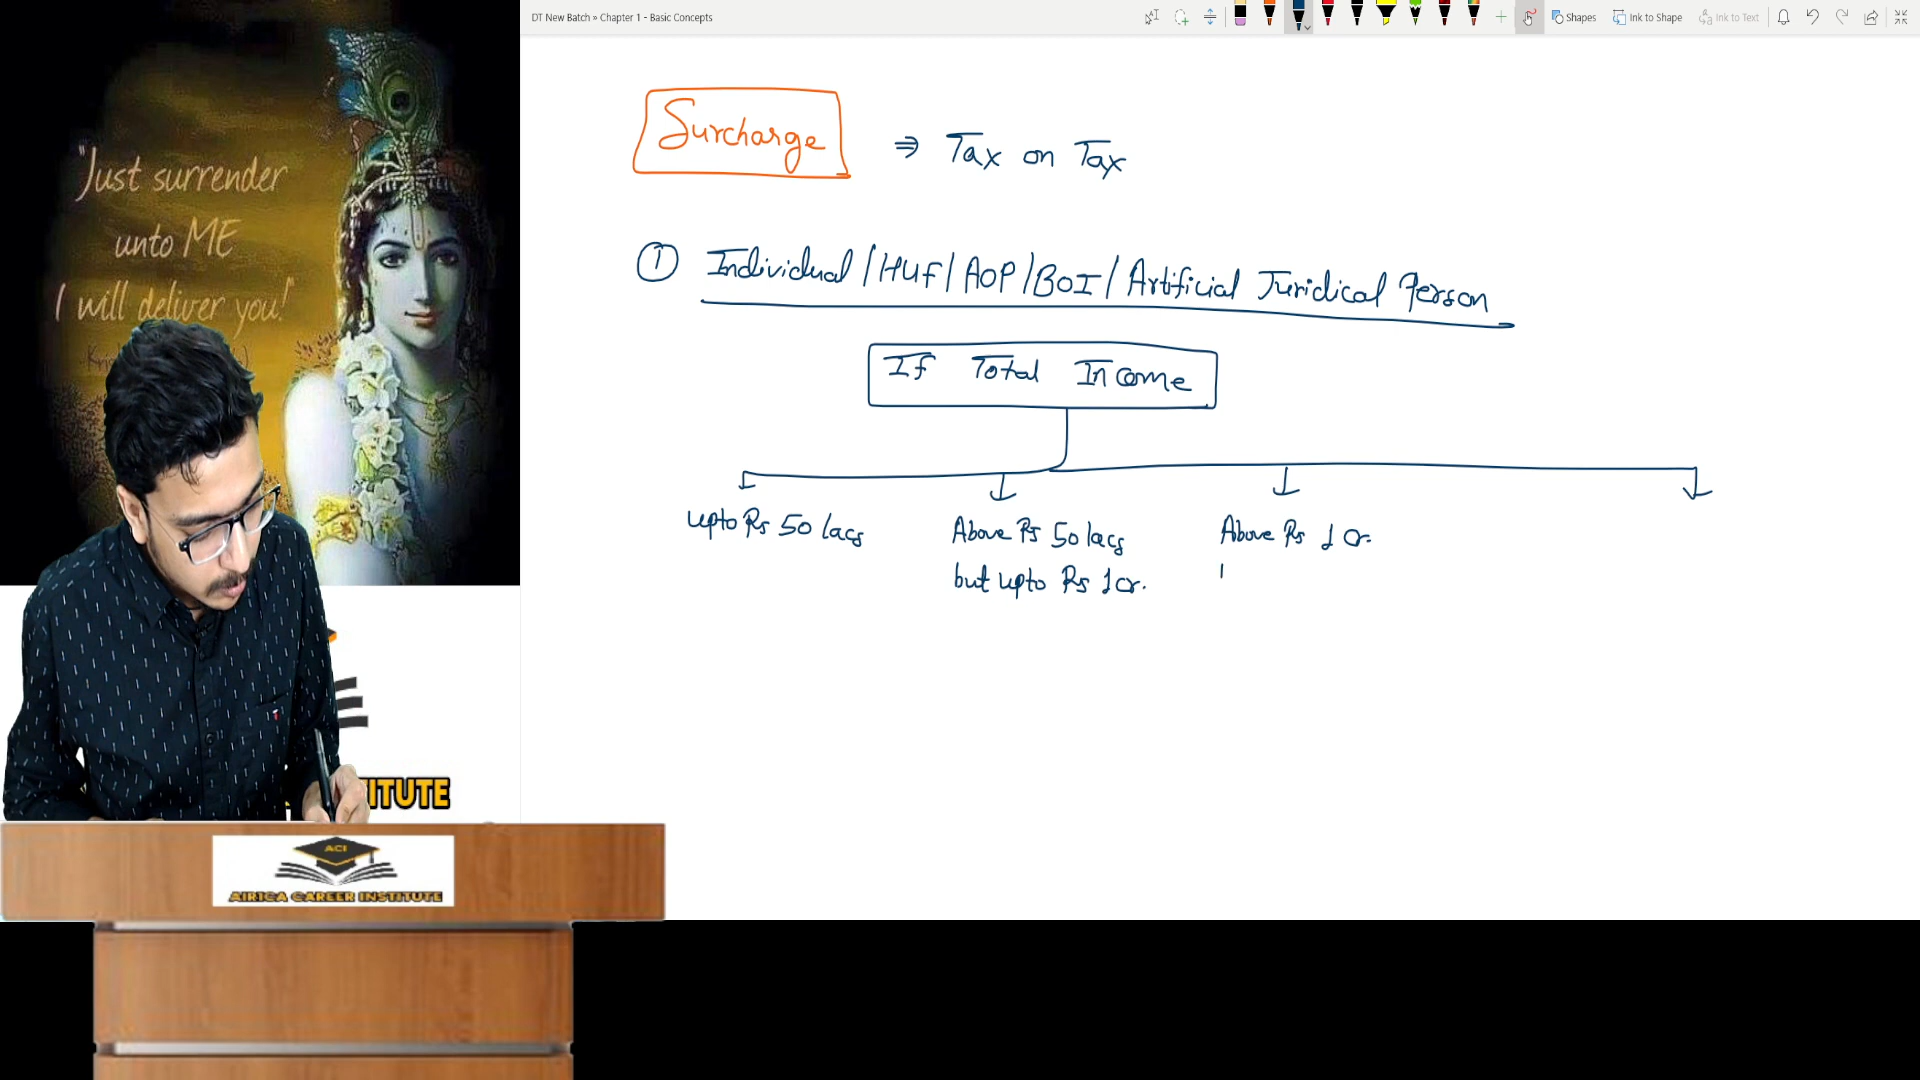 DT New Batch » Chapter 1 - Basic Concepts
Shapes
Ink to Shape
Ink to Text
Surcharge ⇒ Tax on Tax
"Just surrender
unto ME
I will deliver you!"
① Individual/HUF/AOP/BOI/Artificial Juridical Person
If Total Income
upto Rs 50 lacs
Above Rs 50 lacs
but upto Rs 1 cr.
Above Rs 1 cr.
TITUTE
ACI
AIRICA CAREER INSTITUTE